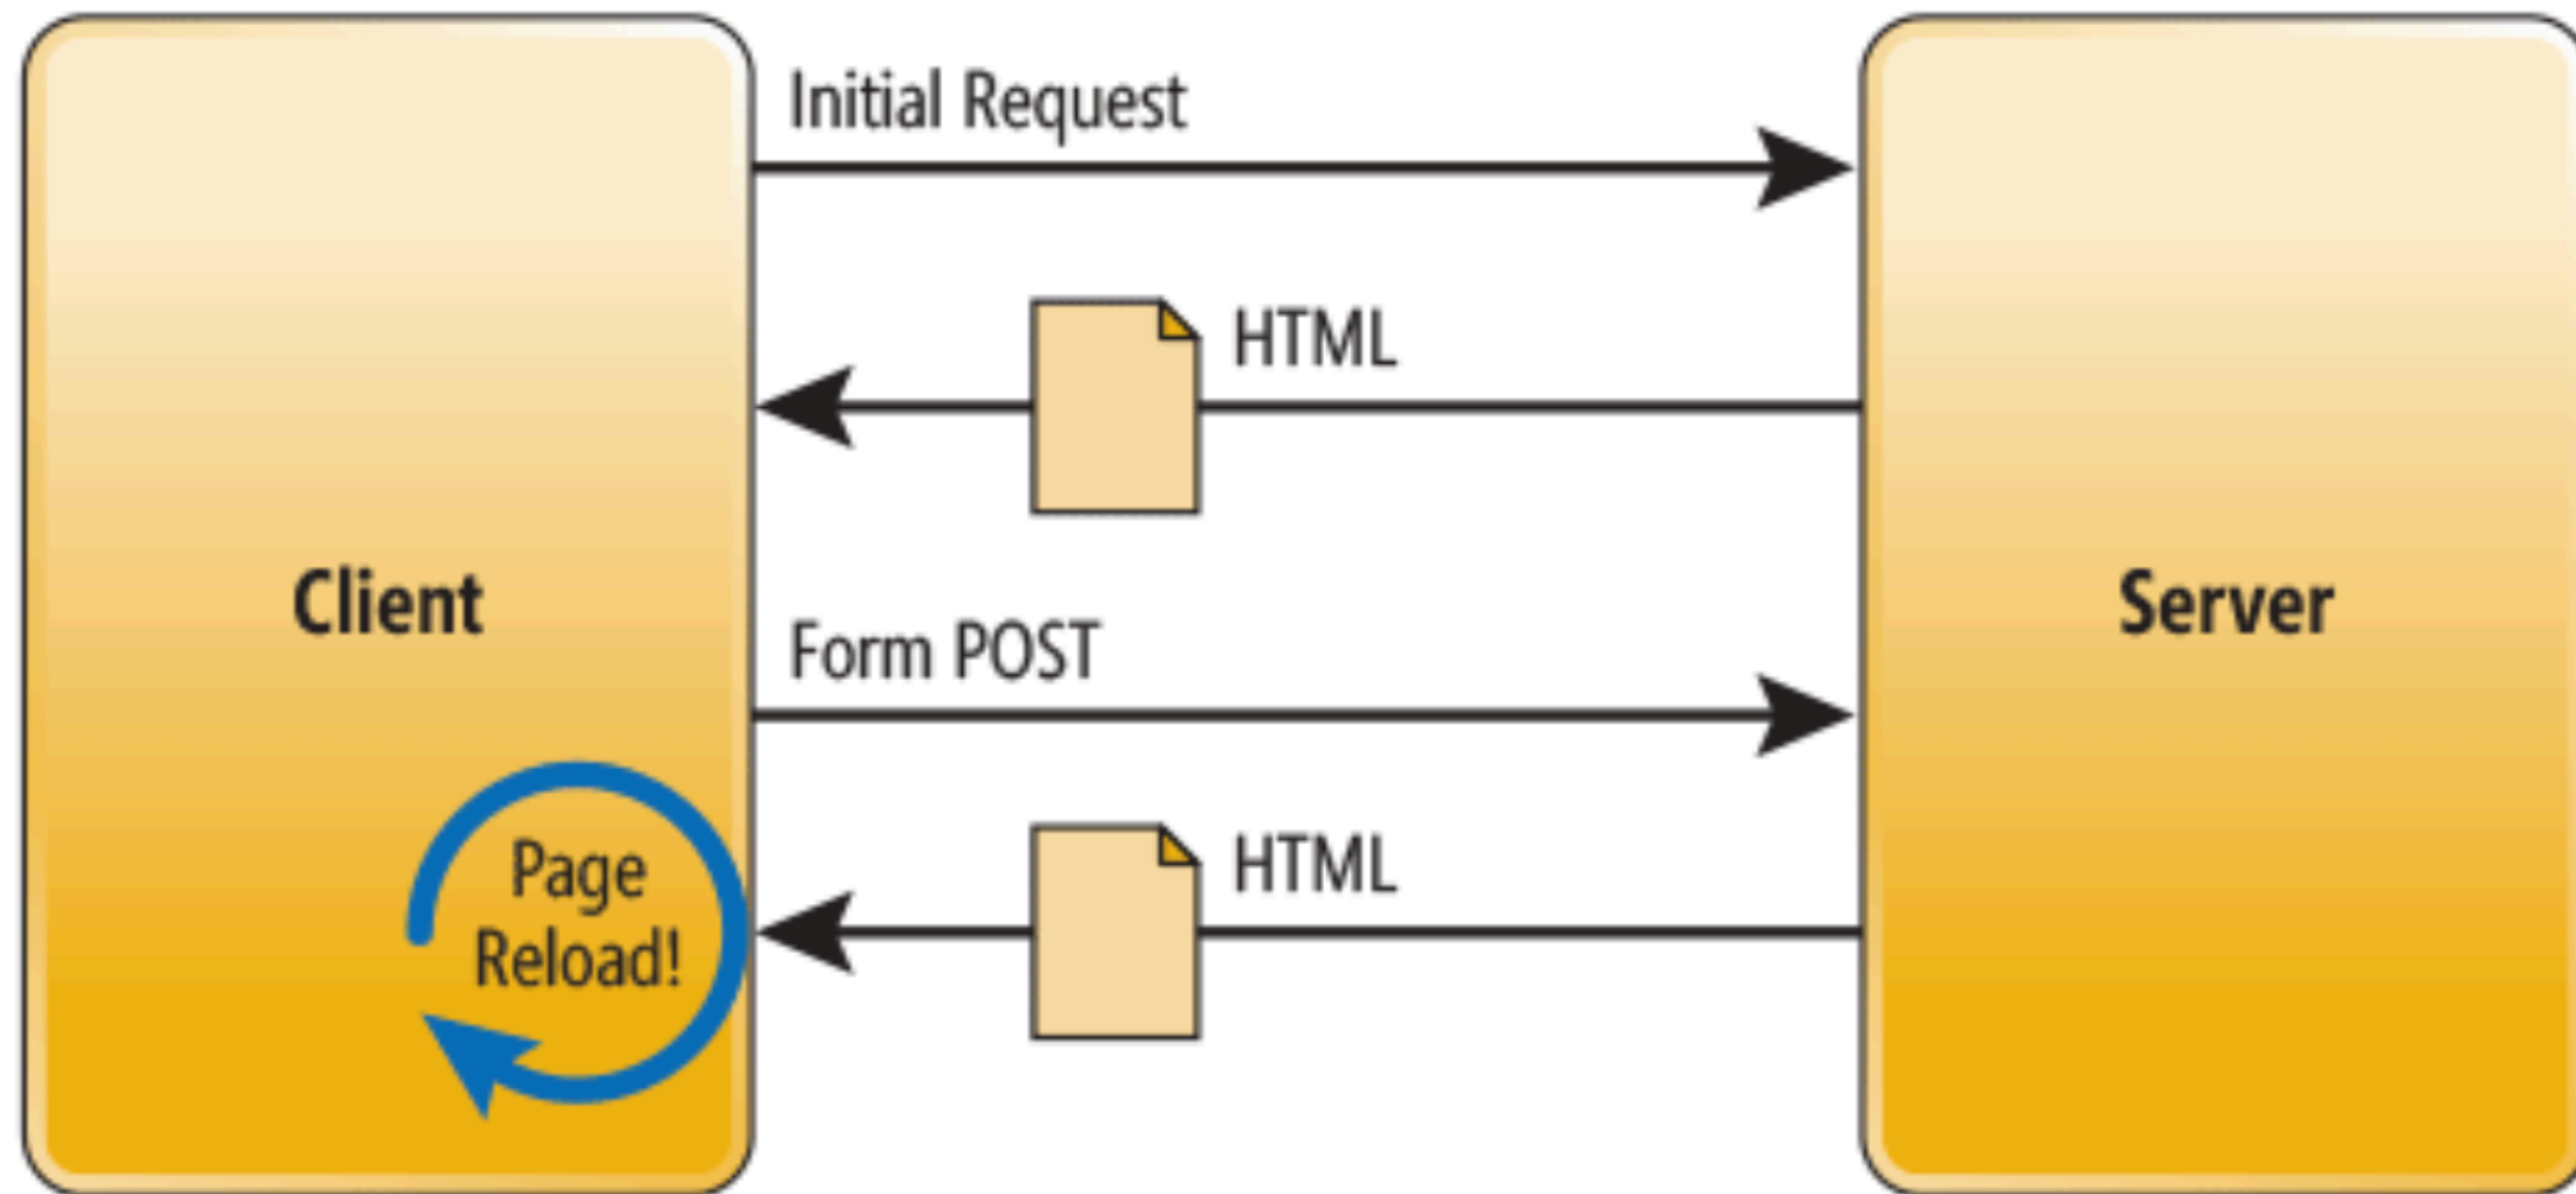 Initial Request
HTML
Client
Server
Form POST
Page
Reload!
HTML